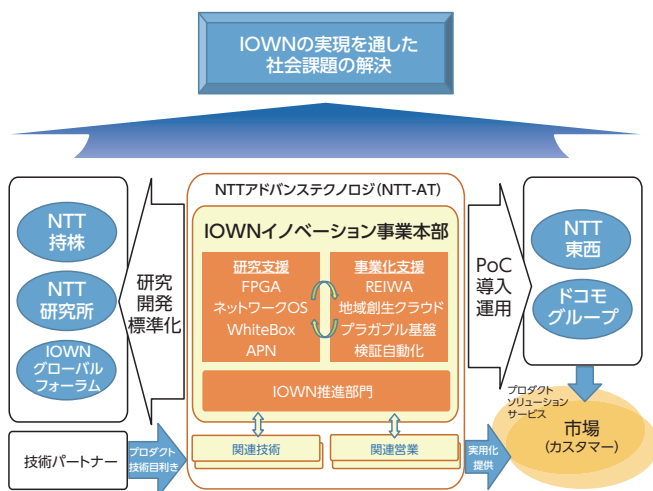 IOWNの実現を通した
社会課題の解決
NTT
持株
NTT
研究所
IOWN
グローバル
フォーラム
研究
開発
標準化
NTTアドバンステクノロジ(NTT-AT)
IOWNイノベーション事業本部
研究支援
FPGA
ネットワークOS
WhiteBox
APN
事業化支援
REIWA
地域創生クラウド
プラガブル基盤
検証自動化
IOWN推進部門
関連技術
関連営業
PoC
導入
運用
NTT
東西
ドコモ
グループ
技術パートナー
プロダクト
技術目利き
実用化
提供
プロダクト
ソリューション
サービス
市場
(カスタマー)